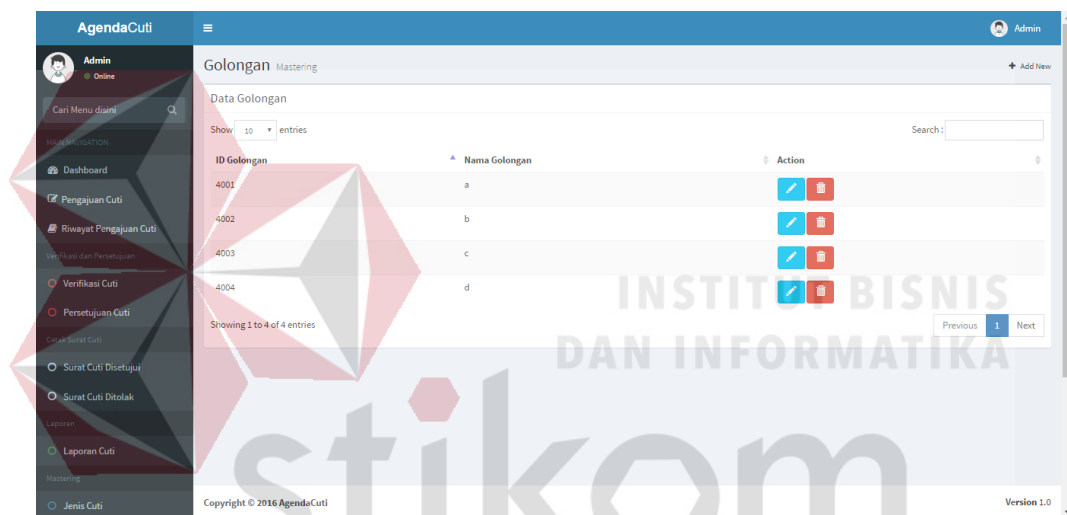 AgendaCuti
Admin
Admin
Online
Golongan Mastering
Add New
Cari Menu disini
MAIN NAVIGATION
Dashboard
Pengajuan Cuti
Riwayat Pengajuan Cuti
Verifikasi dan Persetujuan
Verifikasi Cuti
Persetujuan Cuti
Cetak Surat Cuti
Surat Cuti Disetujui
Surat Cuti Ditolak
Laporan
Laporan Cuti
Mastering
Jenis Cuti
Data Golongan
Show 10 entries
Search :
ID Golongan Nama Golongan Action
4001 a
4002 b
4003 c
4004 d
Showing 1 to 4 of 4 entries
Previous 1 Next
INSTITUT BISNIS
DAN INFORMATIKA
stikom
Copyright © 2016 AgendaCuti
Version 1.0